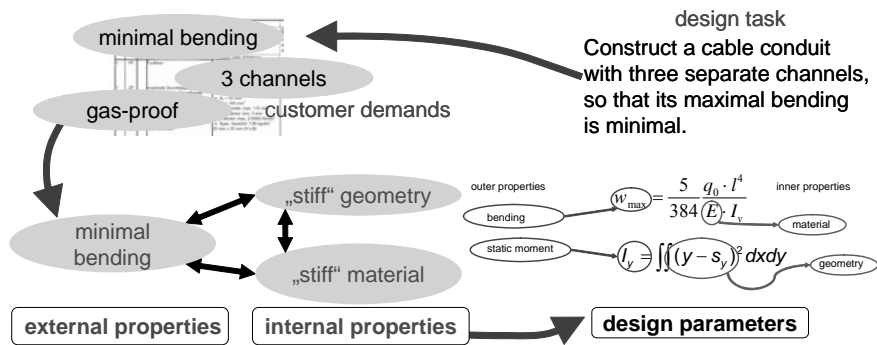 design task
Construct a cable conduit
with three separate channels,
so that its maximal bending
is minimal.
minimal bending
3 channels
gas-proof
customer demands
minimal
bending
„stiff“ geometry
„stiff“ material
outer properties
inner properties
bending
static moment
w_max = 5/384 q₀ · l⁴ / E · I_y
material
I_y = ∬(y – s_y)² dxdy
geometry
external properties
internal properties
design parameters